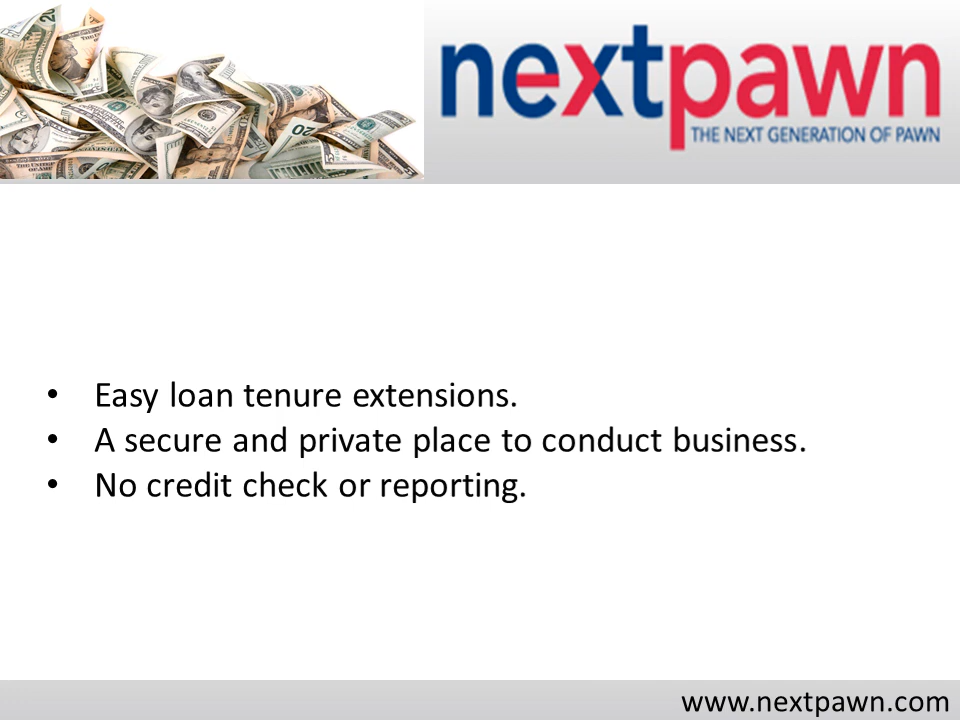 nextpawn
THE NEXT GENERATION OF PAWN
• Easy loan tenure extensions.
• A secure and private place to conduct business.
• No credit check or reporting.
www.nextpawn.com